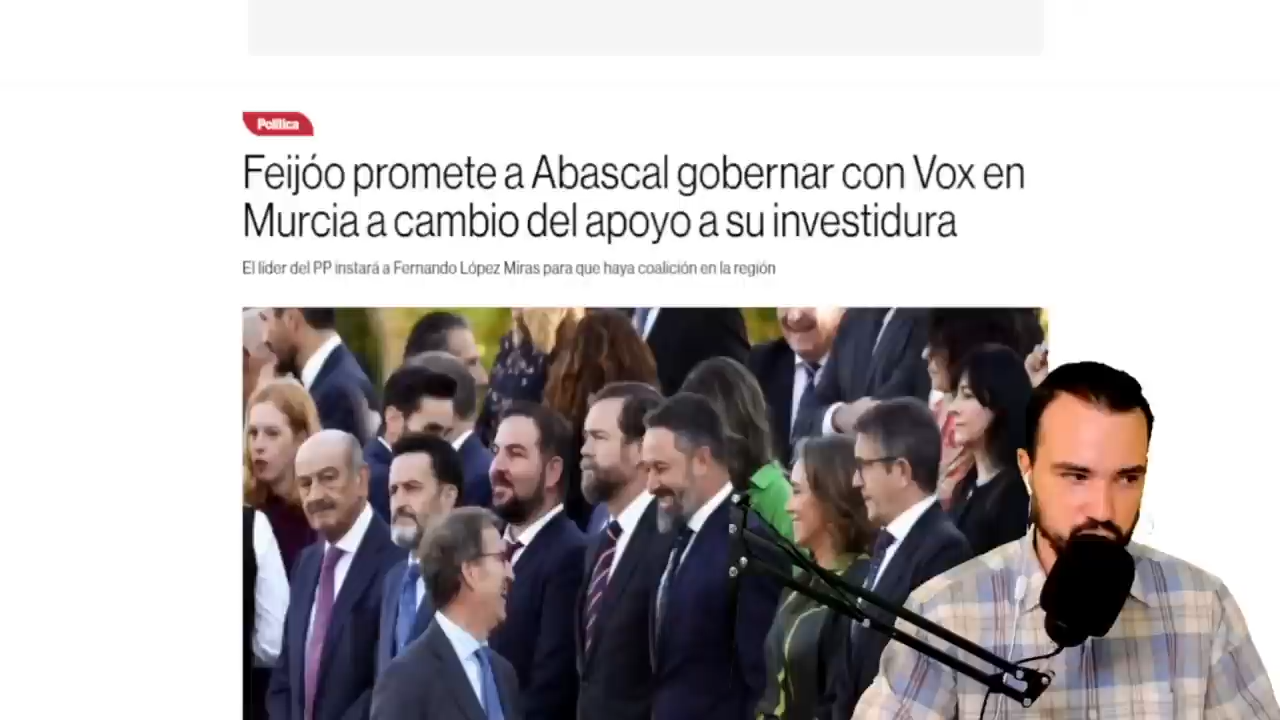 Política
Feijóo promete a Abascal gobernar con Vox en
Murcia a cambio del apoyo a su investidura
El líder del PP instará a Fernando López Miras para que haya coalición en la región